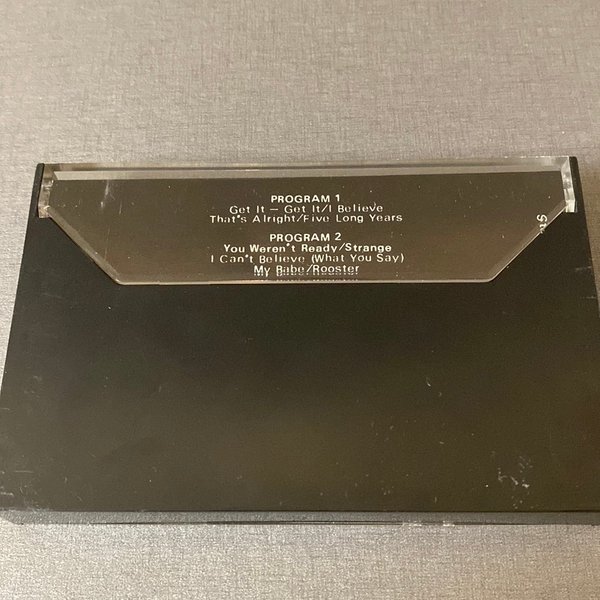 PROGRAM 1
Get It — Get It/I Believe
That's Alright/Five Long Years
PROGRAM 2
You Weren't Ready/Strange
I Can't Believe (What You Say)
My Babe/Rooster